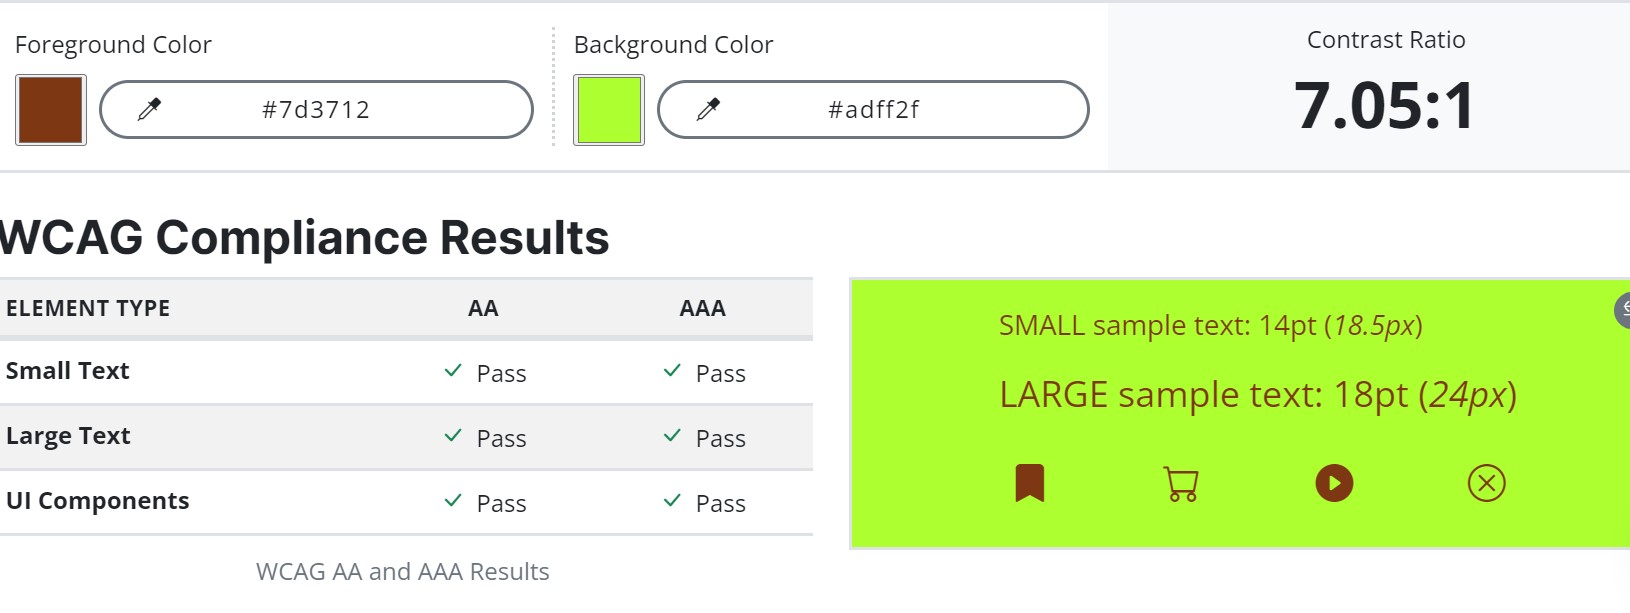 Foreground Color
#7d3712
Background Color
#adff2f
Contrast Ratio
7.05:1
WCAG Compliance Results
ELEMENT TYPE AA AAA
Small Text Pass Pass
Large Text Pass Pass
UI Components Pass Pass
WCAG AA and AAA Results
SMALL sample text: 14pt (18.5px)
LARGE sample text: 18pt (24px)